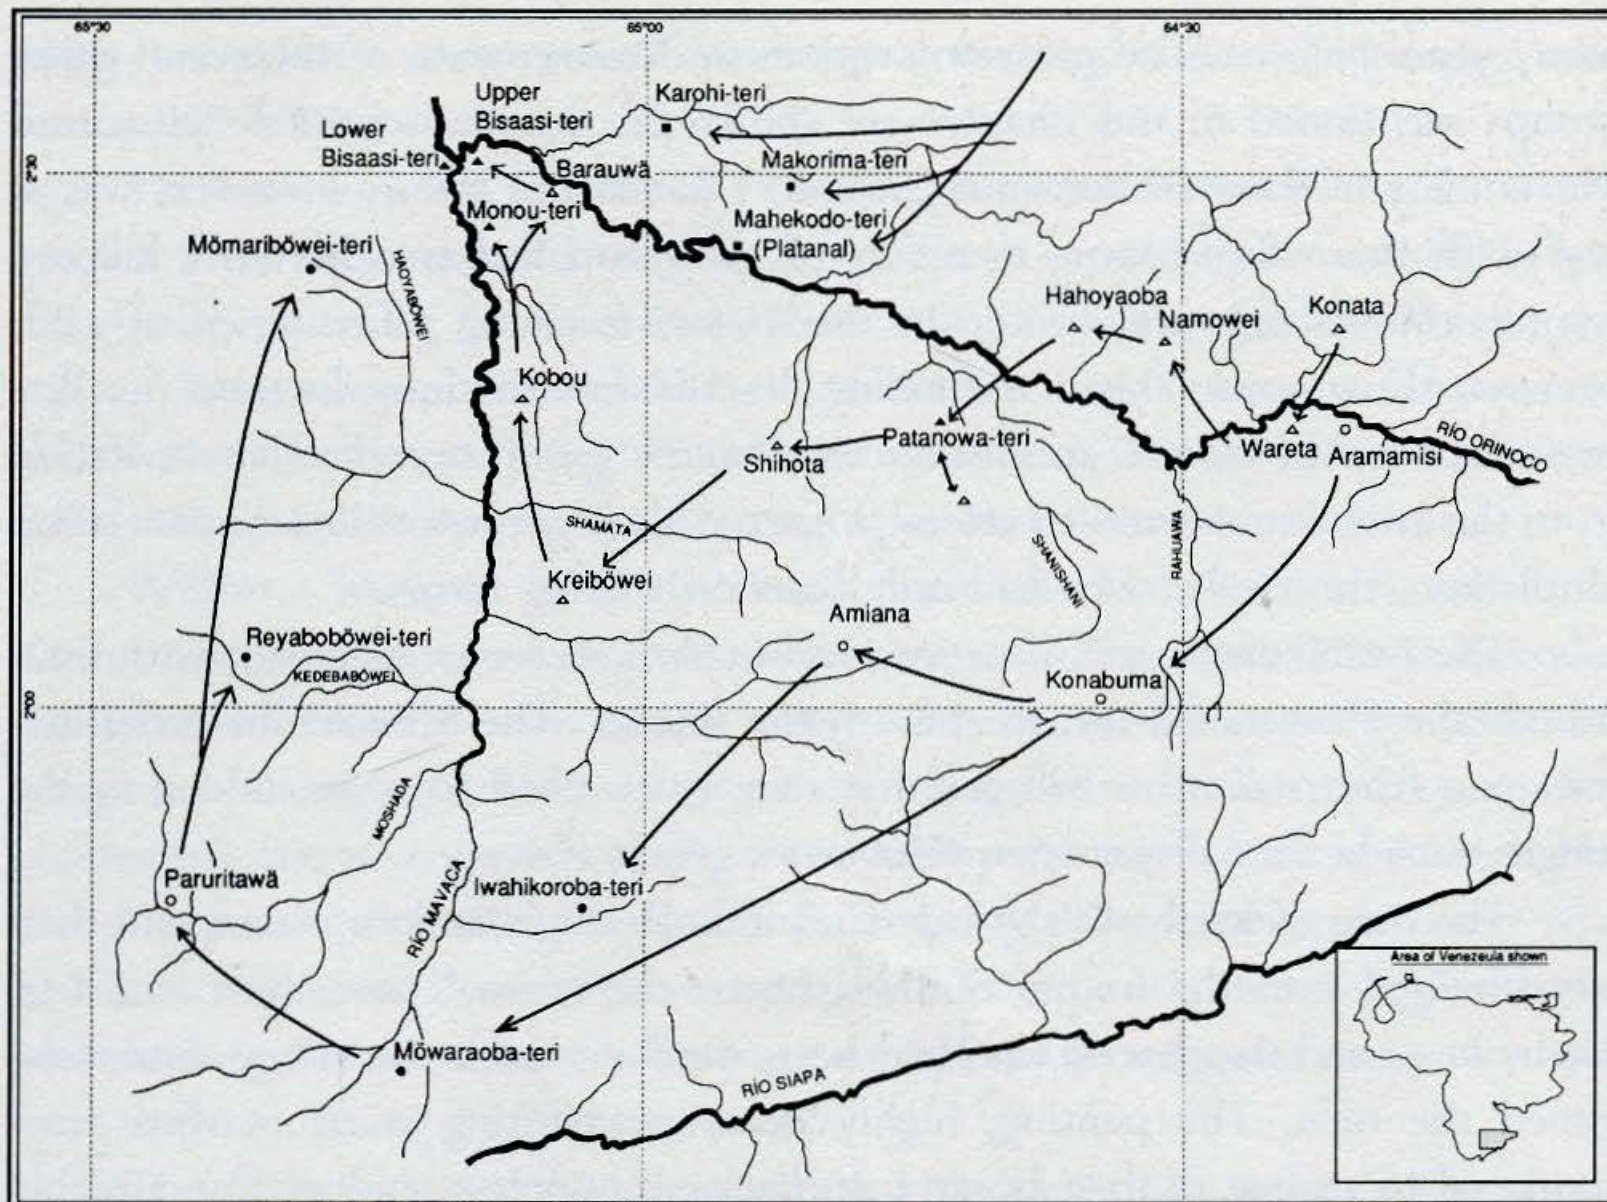 65°30
65°00
64°30
Upper
Bisaasi-teri
Karohi-teri
Lower
Bisaasi-teri
2°30
Barauwä
Makorima-teri
Monou-teri
Mahekodo-teri
(Platanal)
Mömariböwei-teri
HAOYABÖWEI
Hahoyaoba
Namowei
Konata
Kobou
Patanowa-teri
Shihota
Wareta
Aramamisi
RÍO ORINOCO
SHAMATA
SHANISHANI
RAHUAWA
Kreiböwei
Amiana
Reyaboböwei-teri
KEDEBABÖWEI
Konabuma
2°00
MOSHADA
Paruritawä
RÍO MAVACA
Iwahikoroba-teri
Möwaraoba-teri
RÍO SIAPA
Area of Venezeula shown